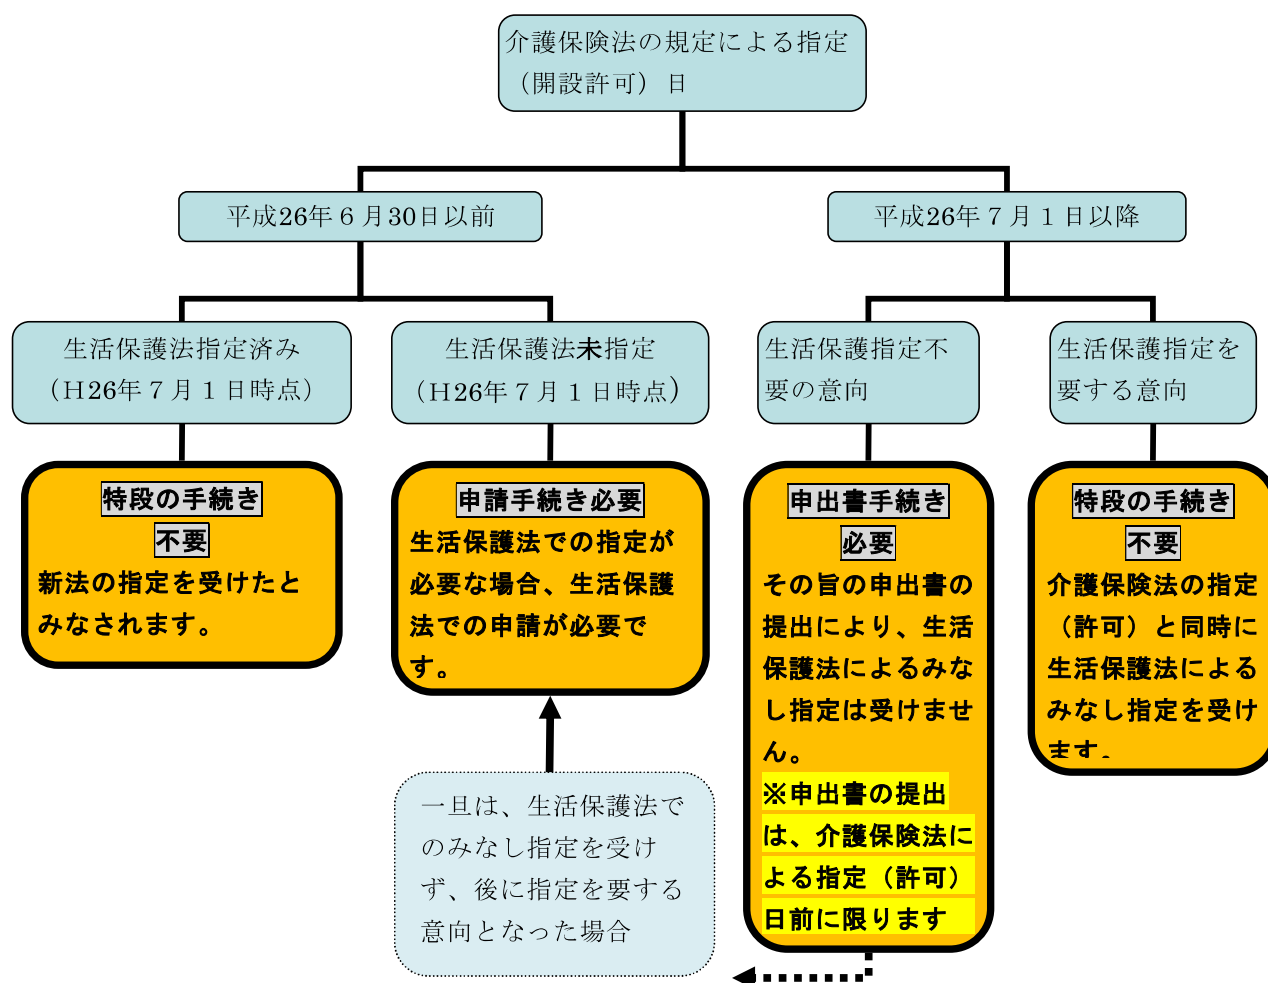 介護保険法の規定による指定
（開設許可）日
平成26年６月30日以前
平成26年７月１日以降
生活保護法指定済み
（H26年７月１日時点）
生活保護法未指定
（H26年７月１日時点）
生活保護指定不
要の意向
生活保護指定を
要する意向
特段の手続き
不要
新法の指定を受けたと
みなされます。
申請手続き必要
生活保護法での指定が
必要な場合、生活保護
法での申請が必要で
す。
申出書手続き
必要
その旨の申出書の
提出により、生活
保護法によるみな
し指定は受けませ
ん。
※申出書の提出
は、介護保険法に
よる指定（許可）
日前に限ります
特段の手続き
不要
介護保険法の指定
（許可）と同時に
生活保護法による
みなし指定を受け
ます。
一旦は、生活保護法で
のみなし指定を受け
ず、後に指定を要する
意向となった場合